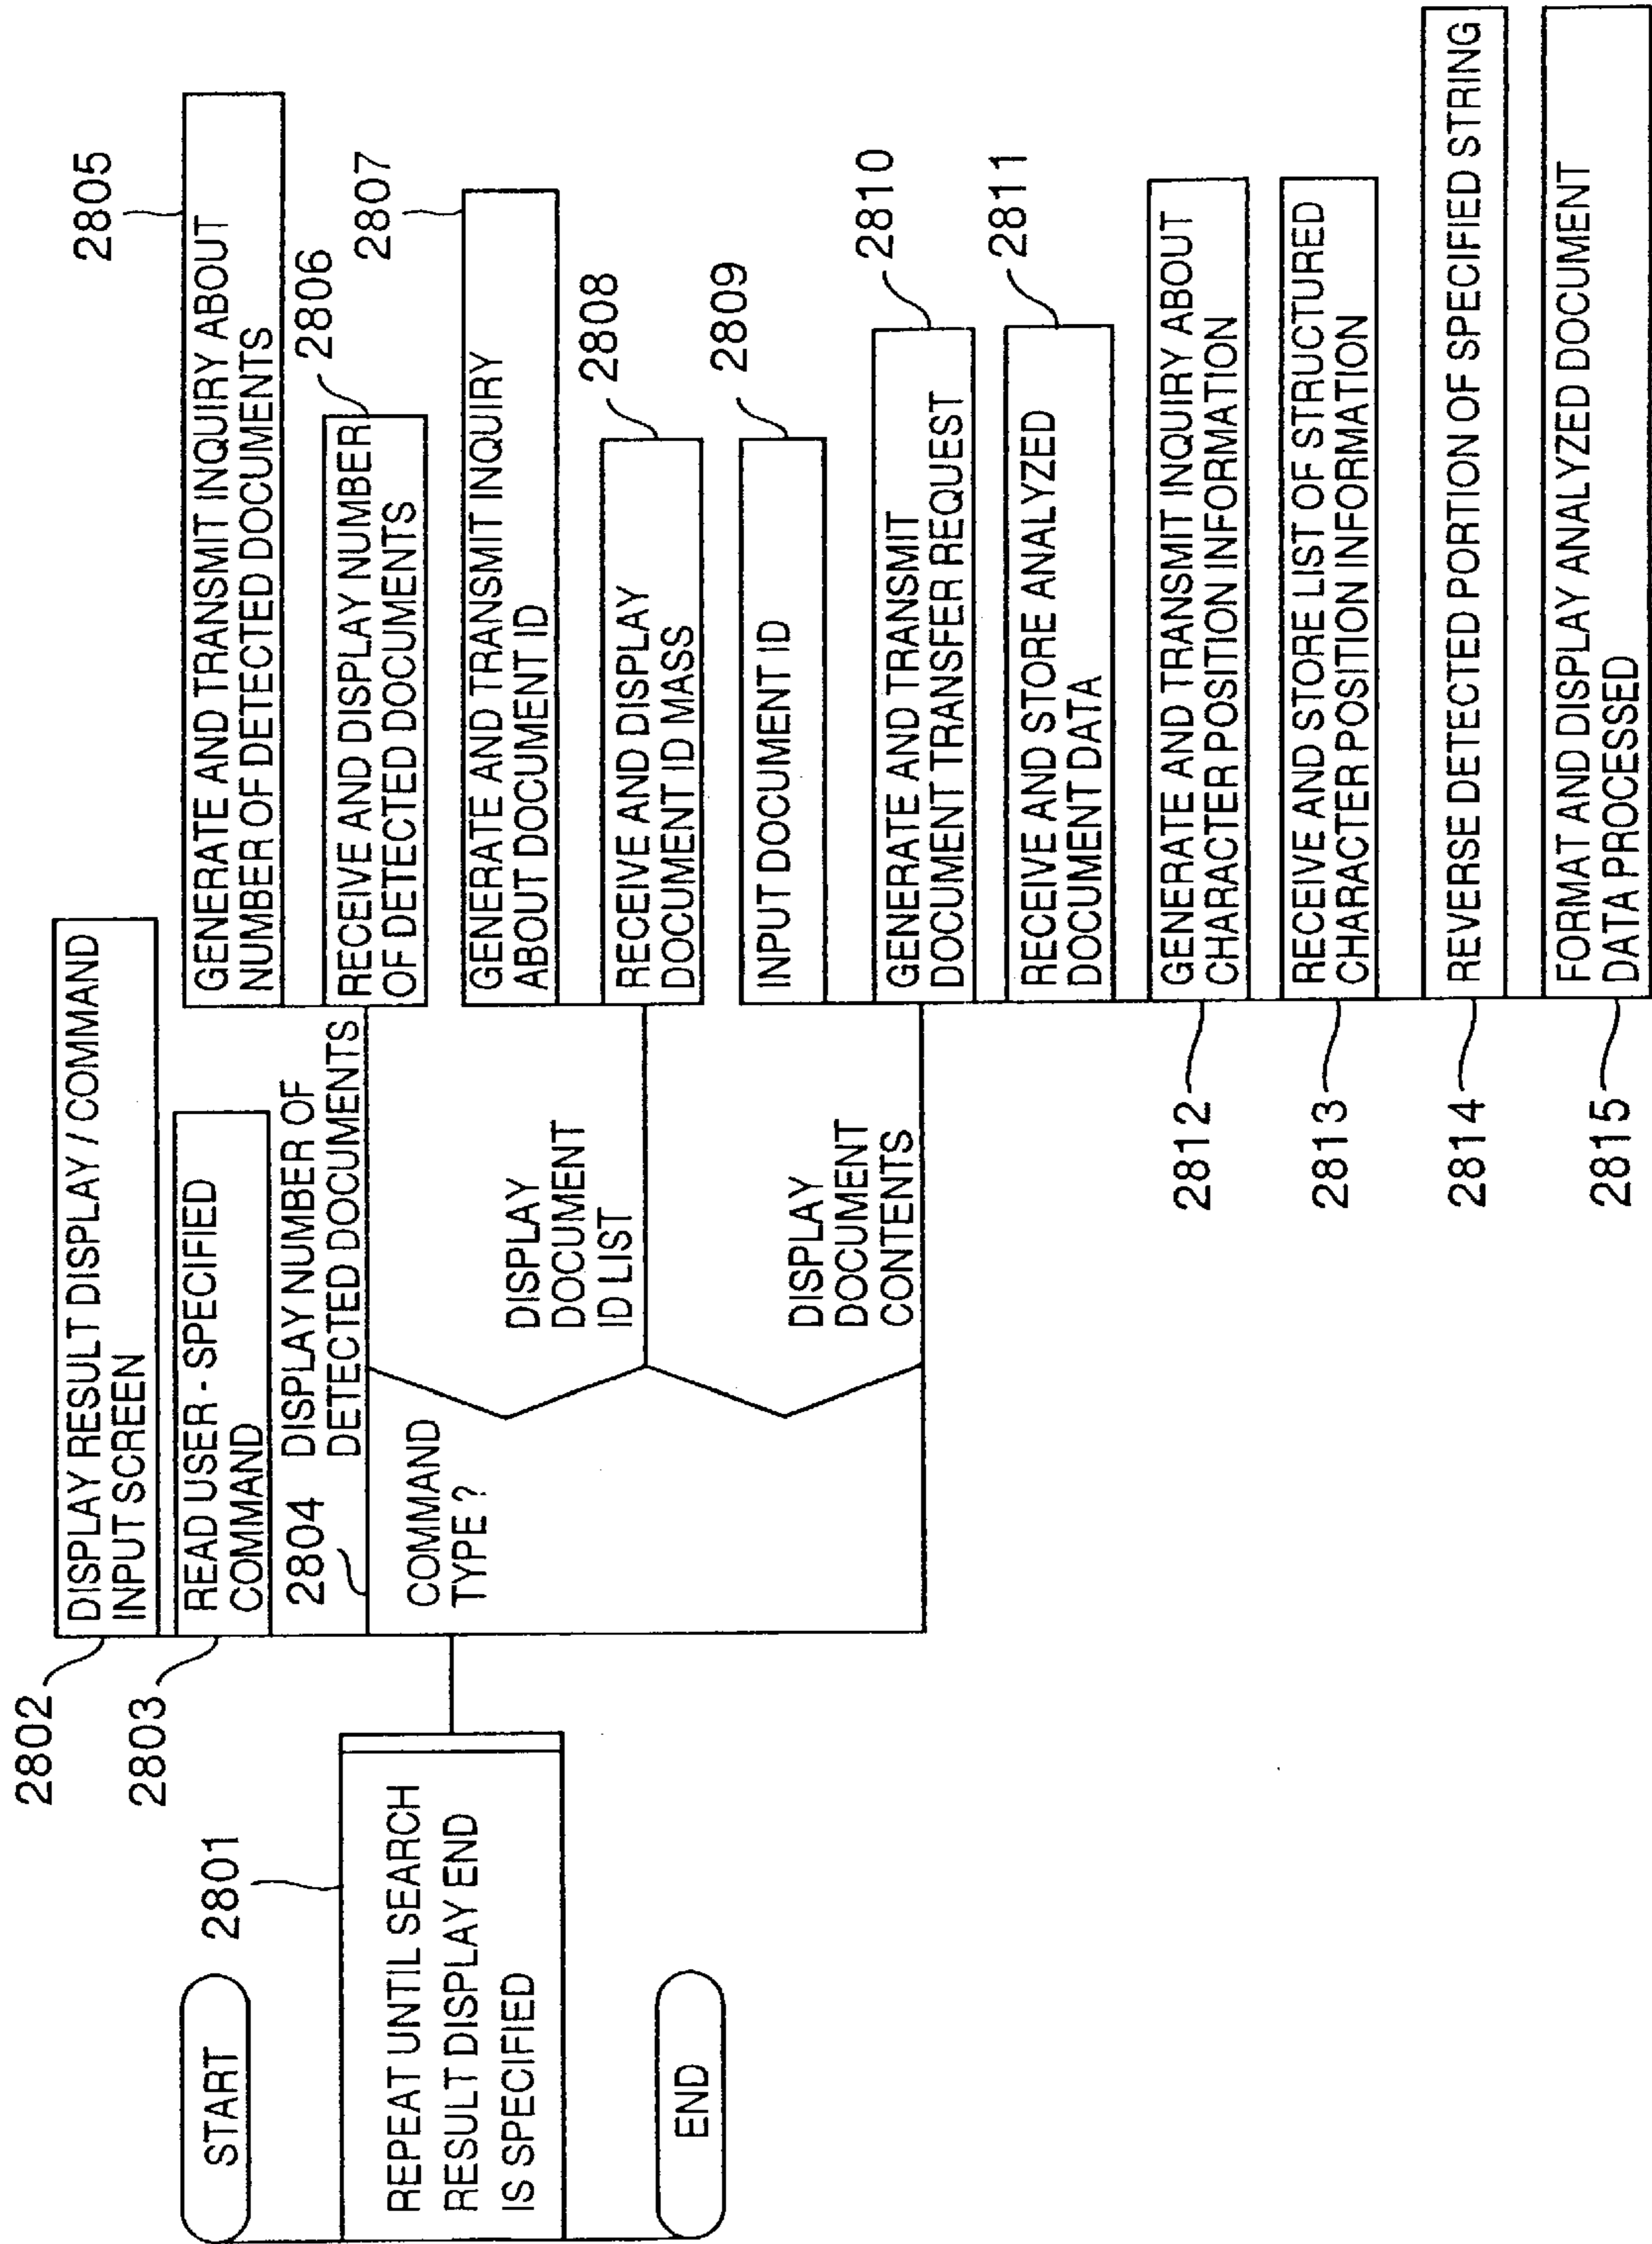 START
2801
REPEAT UNTIL SEARCH
RESULT DISPLAY END
IS SPECIFIED
END
2802
DISPLAY RESULT DISPLAY / COMMAND
INPUT SCREEN
2803
READ USER - SPECIFIED
COMMAND
2804
COMMAND
TYPE ?
DISPLAY NUMBER OF
DETECTED DOCUMENTS
2805
GENERATE AND TRANSMIT INQUIRY ABOUT
NUMBER OF DETECTED DOCUMENTS
2806
RECEIVE AND DISPLAY NUMBER
OF DETECTED DOCUMENTS
DISPLAY
DOCUMENT
ID LIST
2807
GENERATE AND TRANSMIT INQUIRY
ABOUT DOCUMENT ID
2808
RECEIVE AND DISPLAY
DOCUMENT ID MASS
DISPLAY
DOCUMENT
CONTENTS
2809
INPUT DOCUMENT ID
2810
GENERATE AND TRANSMIT
DOCUMENT TRANSFER REQUEST
2811
RECEIVE AND STORE ANALYZED
DOCUMENT DATA
2812
GENERATE AND TRANSMIT INQUIRY ABOUT
CHARACTER POSITION INFORMATION
2813
RECEIVE AND STORE LIST OF STRUCTURED
CHARACTER POSITION INFORMATION
2814
REVERSE DETECTED PORTION OF SPECIFIED STRING
2815
FORMAT AND DISPLAY ANALYZED DOCUMENT
DATA PROCESSED